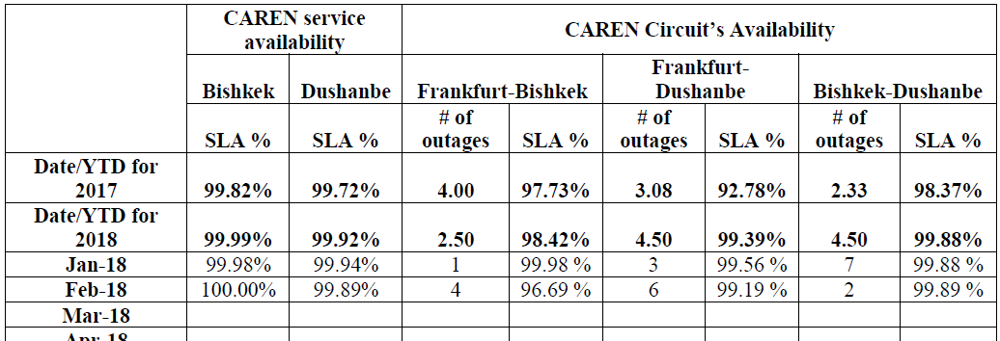 CAREN service availability CAREN Circuit's Availability
Bishkek Dushanbe Frankfurt-Bishkek Frankfurt-Dushanbe Bishkek-Dushanbe
SLA % SLA % # of outages SLA % # of outages SLA % # of outages SLA %
Date/YTD for 2017 99.82% 99.72% 4.00 97.73% 3.08 92.78% 2.33 98.37%
Date/YTD for 2018 99.99% 99.92% 2.50 98.42% 4.50 99.39% 4.50 99.88%
Jan-18 99.98% 99.94% 1 99.98 % 3 99.56 % 7 99.88 %
Feb-18 100.00% 99.89% 4 96.69 % 6 99.19 % 2 99.89 %
Mar-18
Apr-18